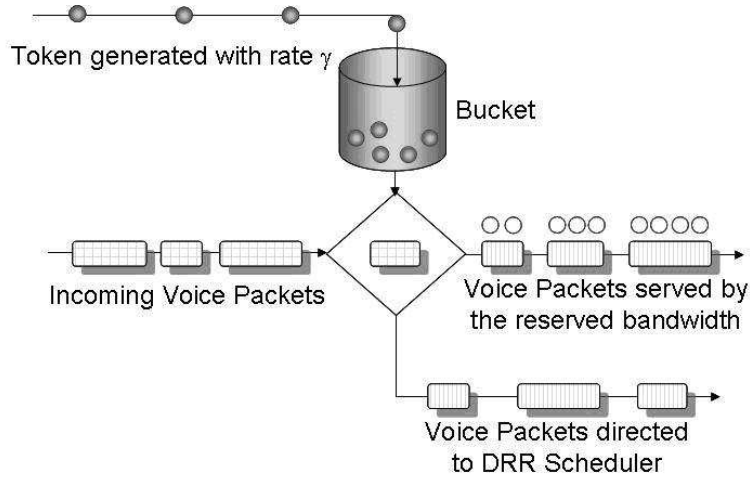 Token generated with rate γ
Bucket
Incoming Voice Packets
Voice Packets served by
the reserved bandwidth
Voice Packets directed
to DRR Scheduler